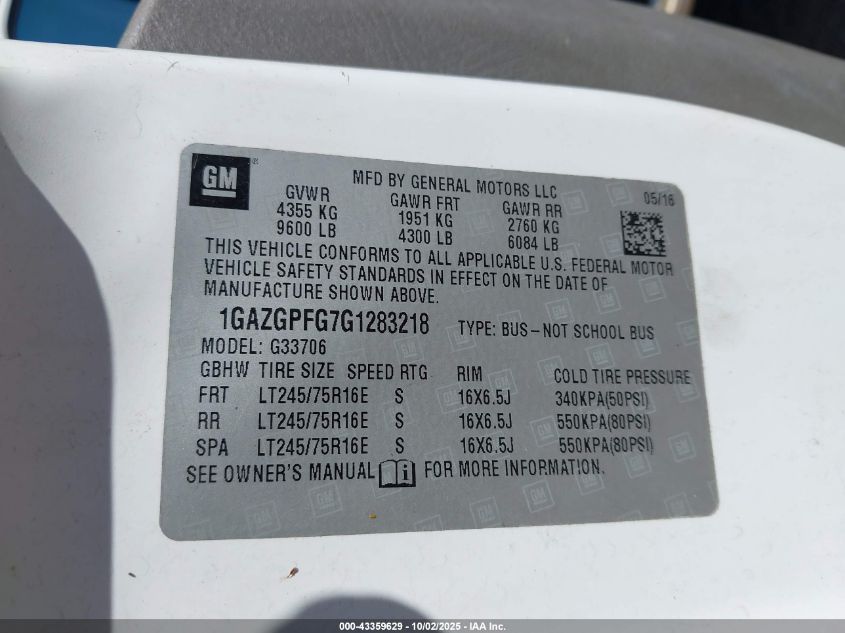 GM
MFD BY GENERAL MOTORS LLC
05/16
GVWR GAWR FRT GAWR RR
4355 KG 1951 KG 2760 KG
9600 LB 4300 LB 6084 LB
THIS VEHICLE CONFORMS TO ALL APPLICABLE U.S. FEDERAL MOTOR
VEHICLE SAFETY STANDARDS IN EFFECT ON THE DATE OF
MANUFACTURE SHOWN ABOVE.
1GAZGPFG7G1283218 TYPE: BUS–NOT SCHOOL BUS
MODEL: G33706
GBHW TIRE SIZE SPEED RTG RIM COLD TIRE PRESSURE
FRT LT245/75R16E S 16X6.5J 340KPA(50PSI)
RR LT245/75R16E S 16X6.5J 550KPA(80PSI)
SPA LT245/75R16E S 16X6.5J 550KPA(80PSI)
SEE OWNER'S MANUAL FOR MORE INFORMATION.
000-43359629 - 10/02/2025 - IAA Inc.